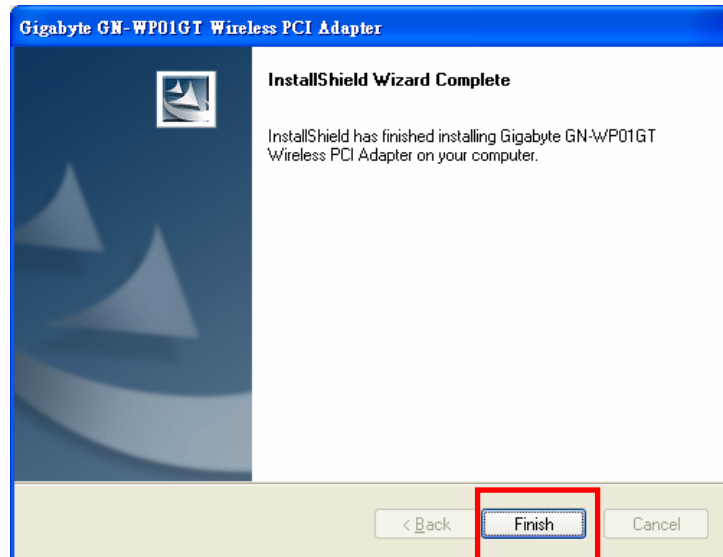 Gigabyte GN-WP01GT Wireless PCI Adapter
InstallShield Wizard Complete
InstallShield has finished installing Gigabyte GN-WP01GT
Wireless PCI Adapter on your computer.
< Back Finish Cancel